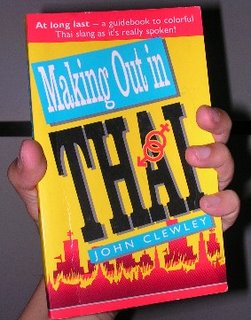 At long last – a guidebook to colorful
Thai slang as it's really spoken!
Making Out in
THAI
JOHN CLEWLEY